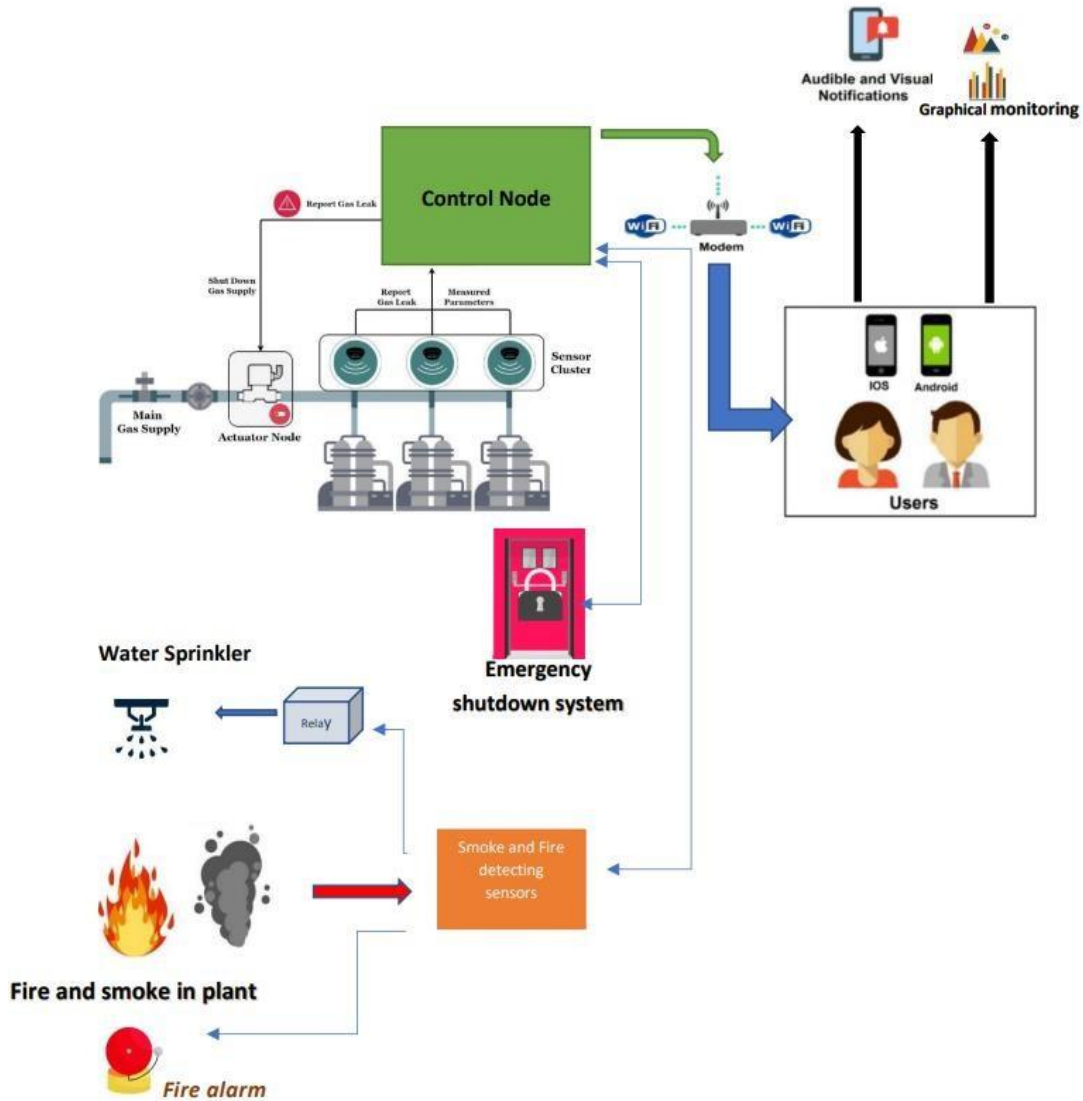 Audible and Visual
Notifications
Graphical monitoring
Control Node
Report Gas Leak
WiFi
WiFi
Modem
Shut Down
Gas Supply
Report
Gas Leak
Measured
Parameters
Sensor
Cluster
IOS
Android
Main
Gas Supply
Actuator Node
Users
Emergency
shutdown system
Water Sprinkler
Relay
Smoke and Fire
detecting
sensors
Fire and smoke in plant
Fire alarm